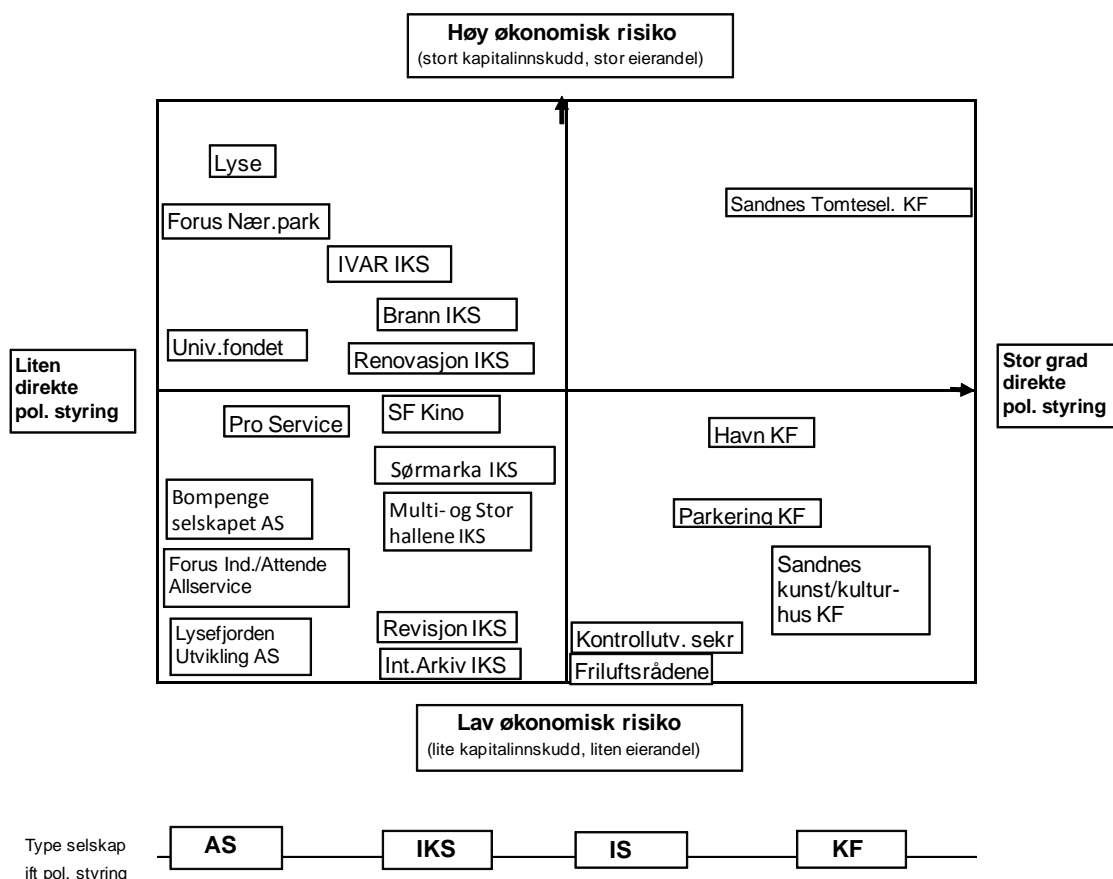 Høy økonomisk risiko
(stort kapitalinnskudd, stor eierandel)
Lyse
Forus Nær.park
Sandnes Tomtesel. KF
IVAR IKS
Brann IKS
Univ.fondet
Renovasjon IKS
Liten
direkte
pol. styring
Stor grad
direkte
pol. styring
Pro Service
SF Kino
Havn KF
Sørmarka IKS
Bompenge
selskapet AS
Multi- og Stor
hallene IKS
Parkering KF
Forus Ind./Attende
Allservice
Sandnes
kunst/kultur-
hus KF
Lysefjorden
Utvikling AS
Revisjon IKS
Int.Arkiv IKS
Kontrollutv. sekr
Friluftsrådene
Lav økonomisk risiko
(lite kapitalinnskudd, liten eierandel)
Type selskap
ift pol. styring
AS
IKS
IS
KF